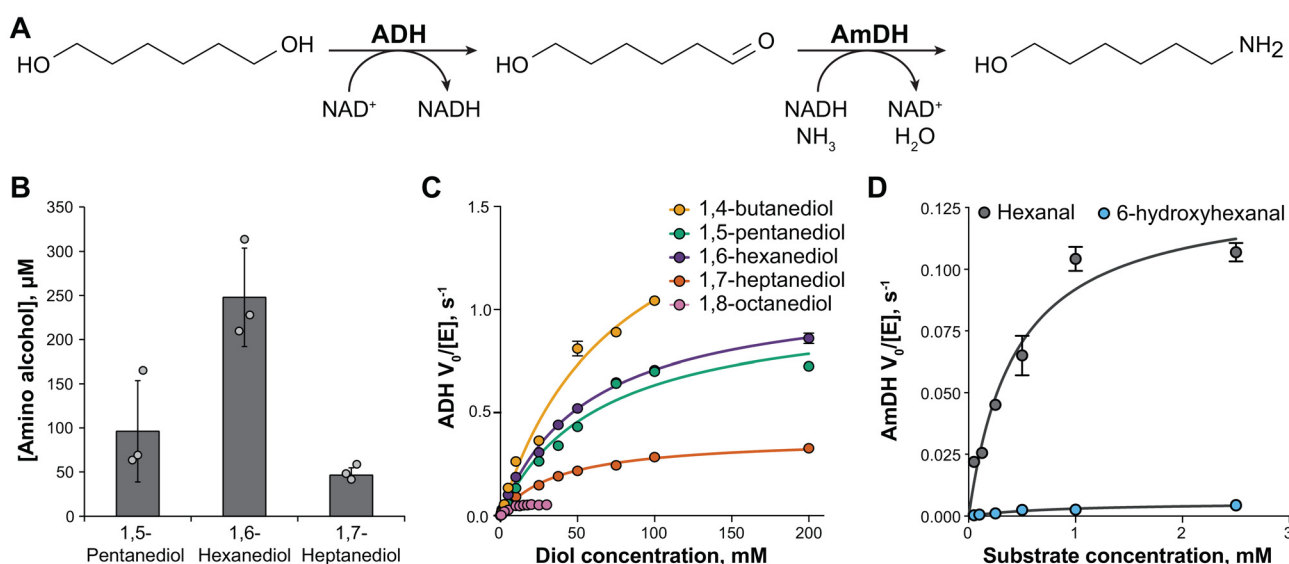 A
HO
OH
ADH
NAD⁺
NADH
HO
O
AmDH
NADH
NH₃
NAD⁺
H₂O
HO
NH2
B
[Amino alcohol], µM
350
300
250
200
150
100
50
0
1,5-
Pentanediol
1,6-
Hexanediol
1,7-
Heptanediol
C
ADH V₀/[E], s⁻¹
1.5
1.0
0.5
0.0
0
50
100
150
200
Diol concentration, mM
1,4-butanediol
1,5-pentanediol
1,6-hexanediol
1,7-heptanediol
1,8-octanediol
D
AmDH V₀/[E], s⁻¹
0.125
0.100
0.075
0.050
0.025
0.000
0
1
2
3
Substrate concentration, mM
Hexanal
6-hydroxyhexanal